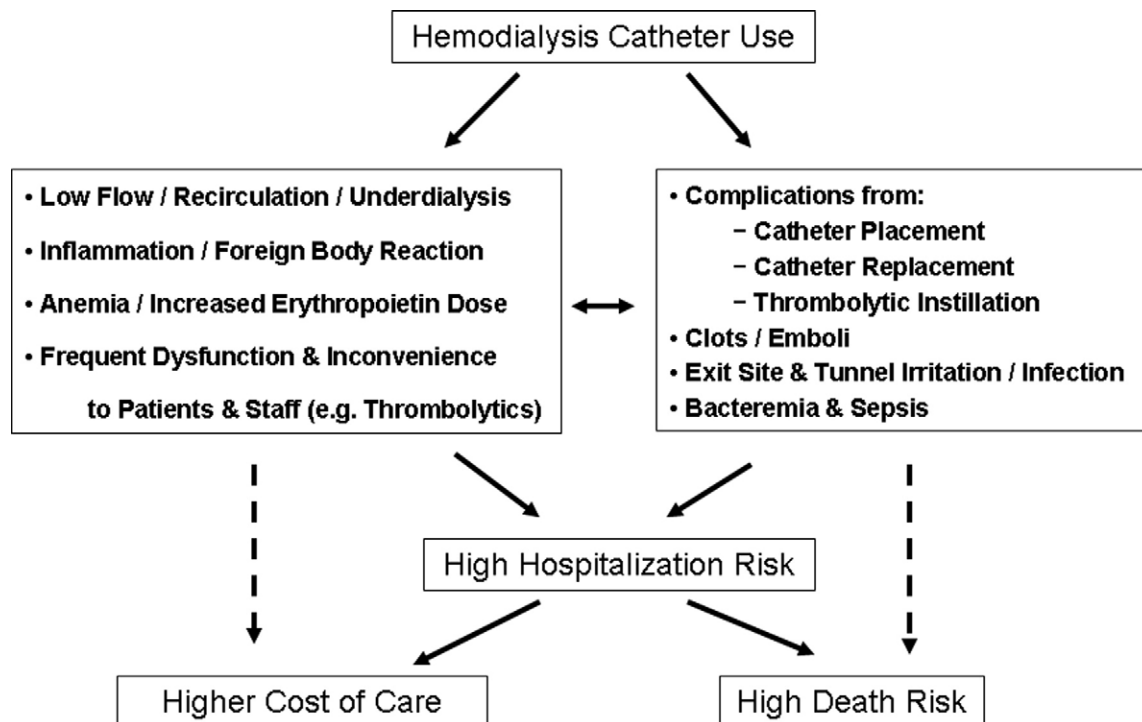 Hemodialysis Catheter Use
• Low Flow / Recirculation / Underdialysis
• Inflammation / Foreign Body Reaction
• Anemia / Increased Erythropoietin Dose
• Frequent Dysfunction & Inconvenience
to Patients & Staff (e.g. Thrombolytics)
• Complications from:
− Catheter Placement
− Catheter Replacement
− Thrombolytic Instillation
• Clots / Emboli
• Exit Site & Tunnel Irritation / Infection
• Bacteremia & Sepsis
High Hospitalization Risk
Higher Cost of Care
High Death Risk